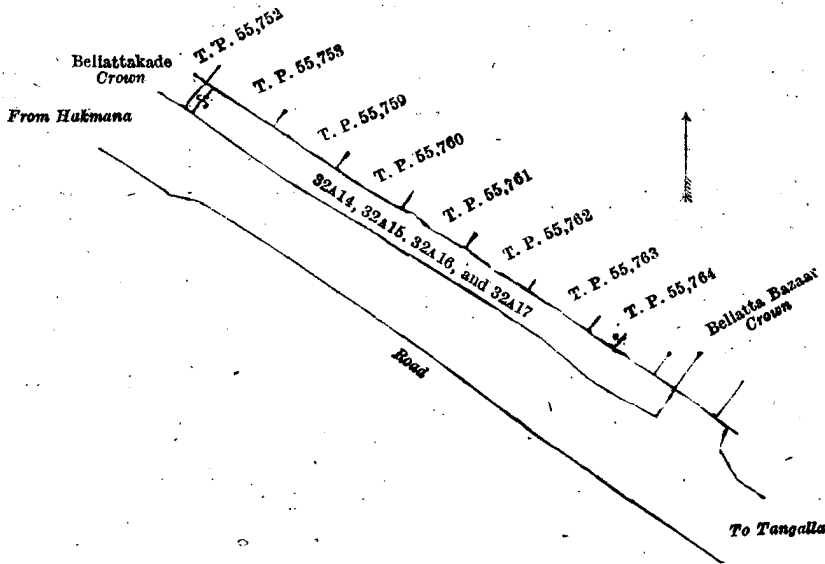 T. P. 55,752
Beliattakade
Crown
T. P. 55,753
From Hakmana
T. P. 55,759
T. P. 55,760
T. P. 55,761
32A14, 32A15, 32A16, and 32A17
T. P. 55,762
T. P. 55,763
T. P. 55,764
Beliatta Bazaar
Crown
Road
To Tangalla